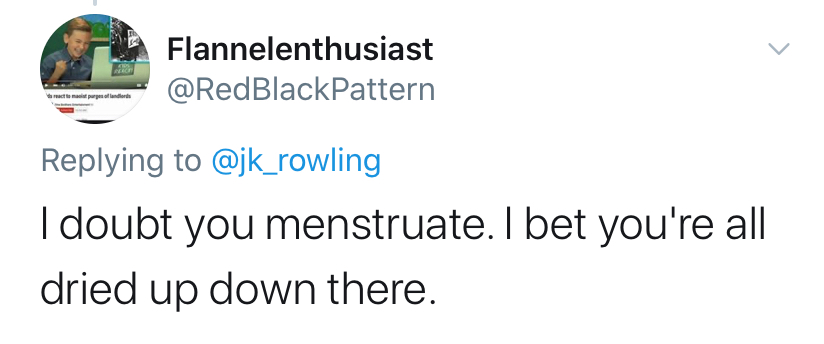 Flannelenthusiast
@RedBlackPattern
ds react to maoist purges of landlords
Replying to @jk_rowling
I doubt you menstruate. I bet you're all
dried up down there.